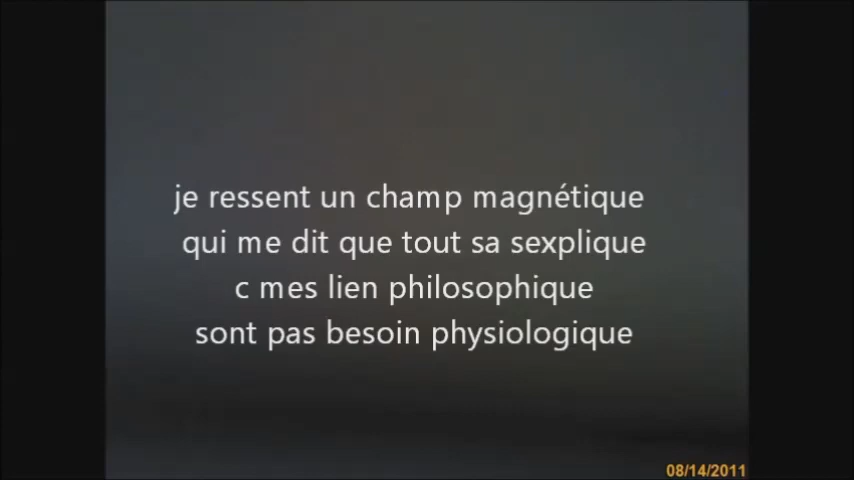 je ressent un champ magnétique
qui me dit que tout sa sexplique
c mes lien philosophique
sont pas besoin physiologique
08/14/2011